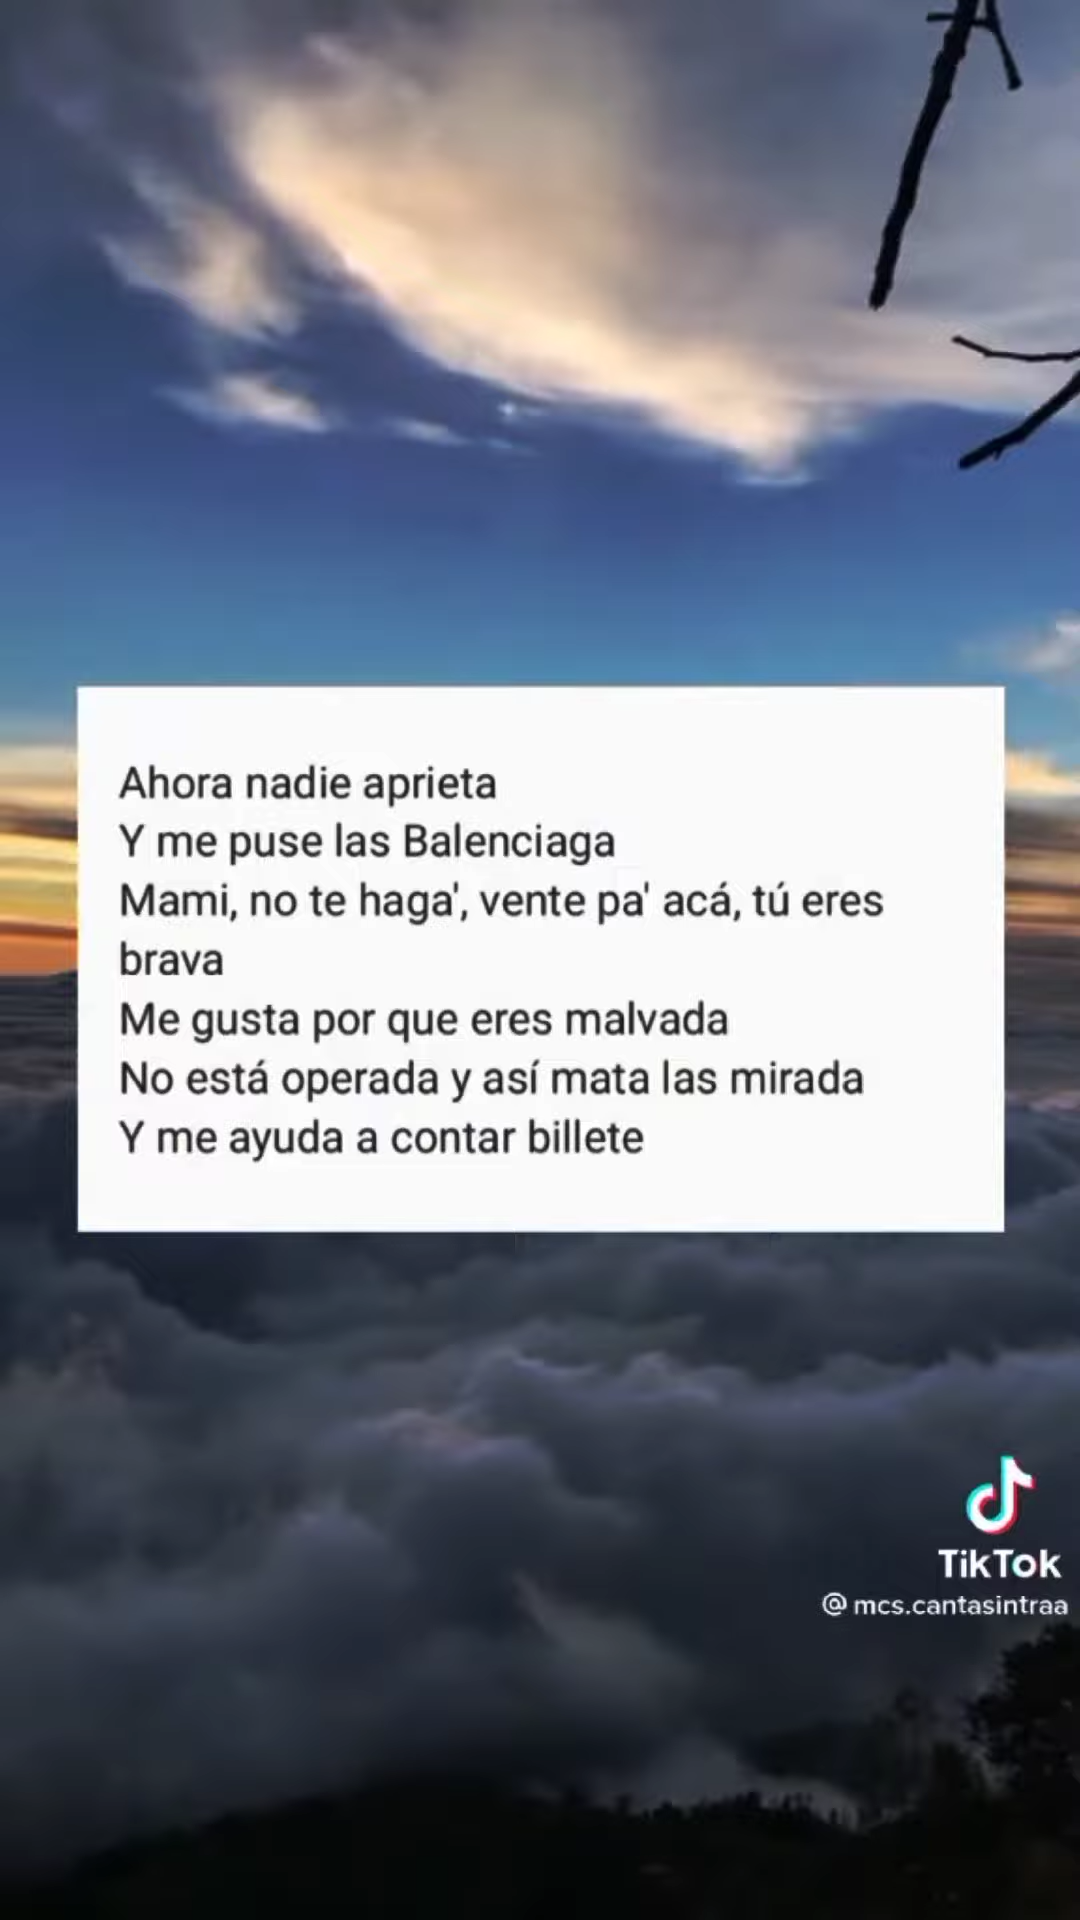 Ahora nadie aprieta
Y me puse las Balenciaga
Mami, no te haga', vente pa' acá, tú eres
brava
Me gusta por que eres malvada
No está operada y así mata las mirada
Y me ayuda a contar billete
TikTok
@mcs.cantasintraa